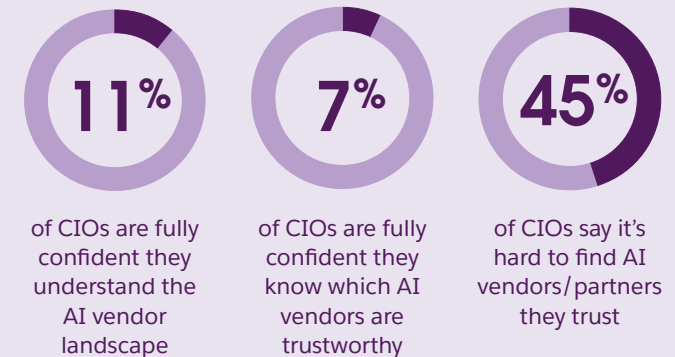 11%
of CIOs are fully
confident they
understand the
AI vendor
landscape
7%
of CIOs are fully
confident they
know which AI
vendors are
trustworthy
45%
of CIOs say it’s
hard to find AI
vendors/partners
they trust